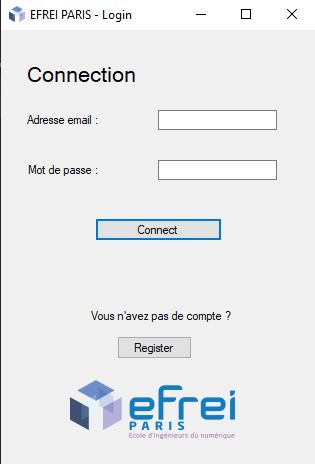 EFREI PARIS - Login
Connection
Adresse email :
Mot de passe :
Connect
Vous n'avez pas de compte ?
Register
efrei
PARIS
École d'ingénieurs du numérique